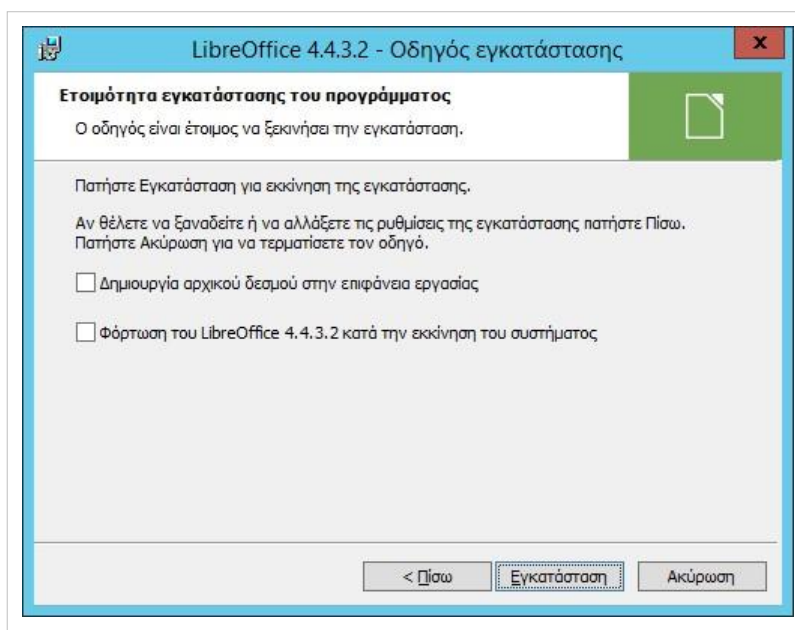 LibreOffice 4.4.3.2 - Οδηγός εγκατάστασης
x
Ετοιμότητα εγκατάστασης του προγράμματος
Ο οδηγός είναι έτοιμος να ξεκινήσει την εγκατάσταση.
Πατήστε Εγκατάσταση για εκκίνηση της εγκατάστασης.
Αν θέλετε να ξαναδείτε ή να αλλάξετε τις ρυθμίσεις της εγκατάστασης πατήστε Πίσω.
Πατήστε Ακύρωση για να τερματίσετε τον οδηγό.
Δημιουργία αρχικού δεσμού στην επιφάνεια εργασίας
Φόρτωση του LibreOffice 4.4.3.2 κατά την εκκίνηση του συστήματος
< Πίσω Εγκατάσταση Ακύρωση